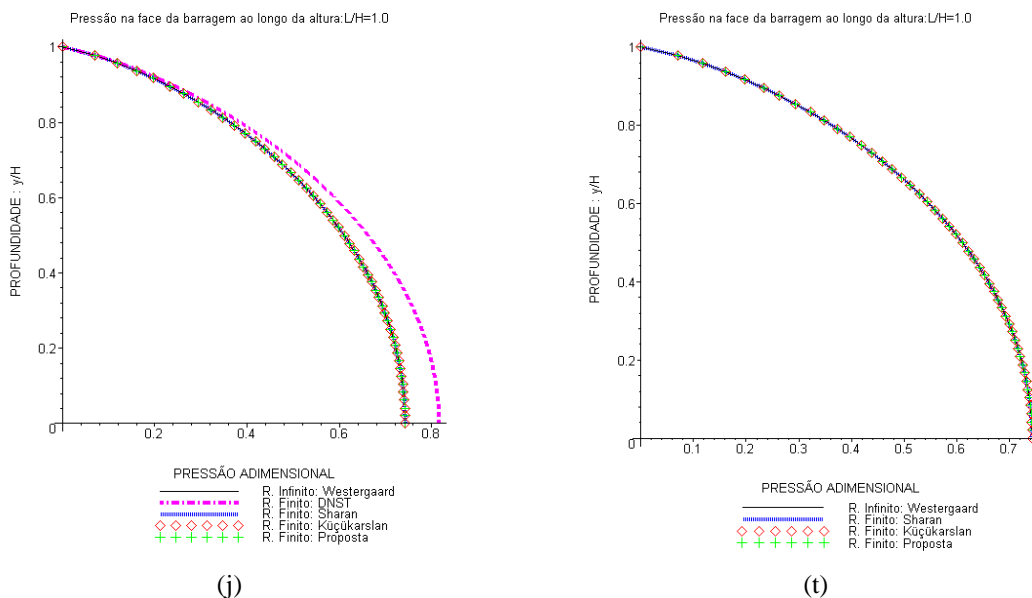 Pressão na face da barragem ao longo da altura:L/H=1.0
1
0.8
0.6
0.4
0.2
0
PROFUNDIDADE : y/H
0.2
0.4
0.6
0.8
PRESSÃO ADIMENSIONAL
R. Infinito: Westergaard
R. Finito: DNST
R. Finito: Sharan
R. Finito: Küçükarslan
R. Finito: Proposta
(j)
Pressão na face da barragem ao longo da altura:L/H=1.0
1
0.8
0.6
0.4
0.2
0
PROFUNDIDADE : y/H
0.1
0.2
0.3
0.4
0.5
0.6
0.7
PRESSÃO ADIMENSIONAL
R. Infinito: Westergaard
R. Finito: Sharan
R. Finito: Küçükarslan
R. Finito: Proposta
(t)